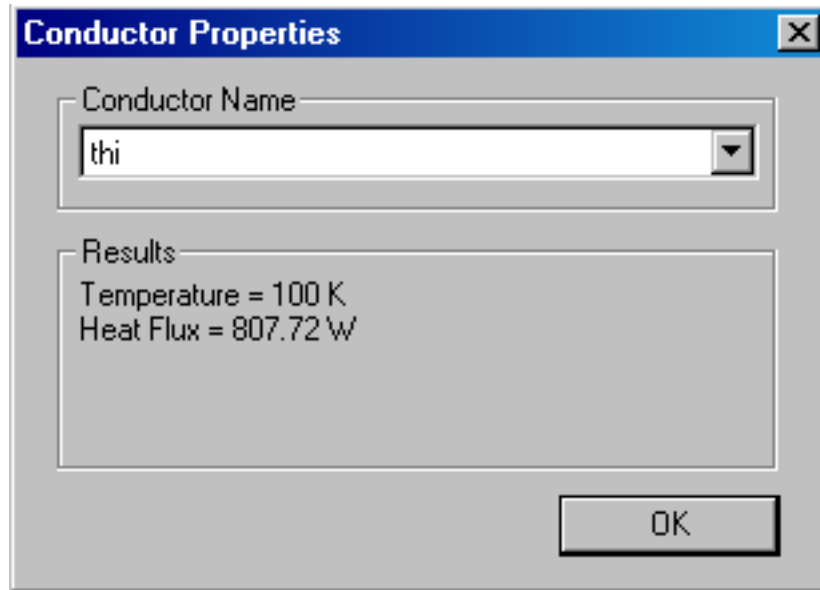 Conductor Properties
Conductor Name
thi
Results
Temperature = 100 K
Heat Flux = 807.72 W
OK